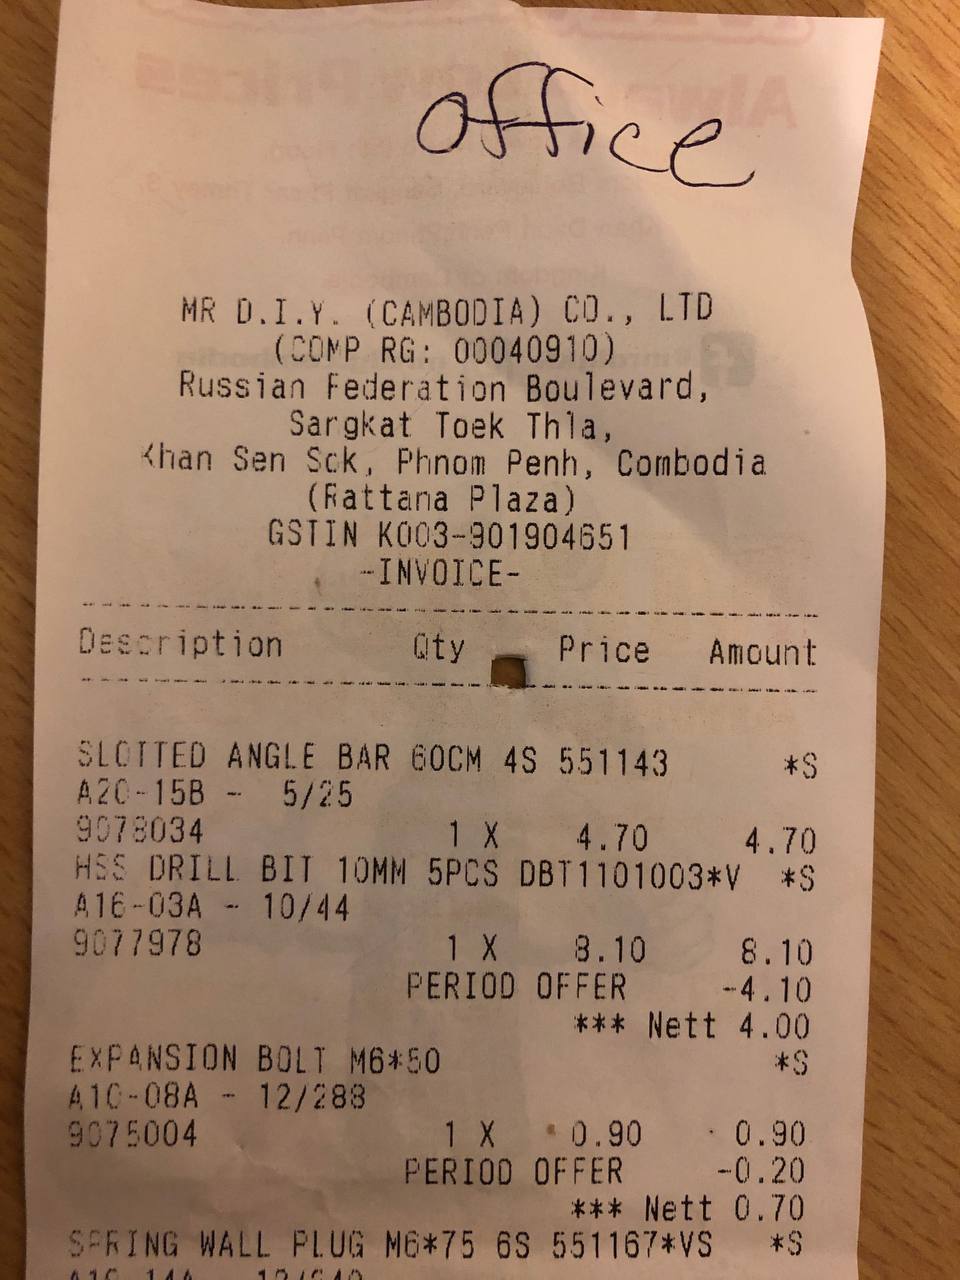 office
MR D.I.Y. (CAMBODIA) CO., LTD
(COMP RG: 00040910)
Russian Federation Boulevard,
Sangkat Toek Thla,
Khan Sen Sok, Phnom Penh, Combodia
(Rattana Plaza)
GSTIN K003-901904651
-INVOICE-
Description Qty Price Amount
SLOTTED ANGLE BAR 60CM 4S 551143 *S
A20-15B - 5/25
9078034 1 X 4.70 4.70
HSS DRILL BIT 10MM 5PCS DBT1101003*V *S
A16-03A - 10/44
9077978 1 X 8.10 8.10
PERIOD OFFER -4.10
*** Nett 4.00
EXPANSION BOLT M6*50 *S
A10-08A - 12/288
9075004 1 X 0.90 0.90
PERIOD OFFER -0.20
*** Nett 0.70
SPRING WALL PLUG M6*75 6S 551167*VS *S